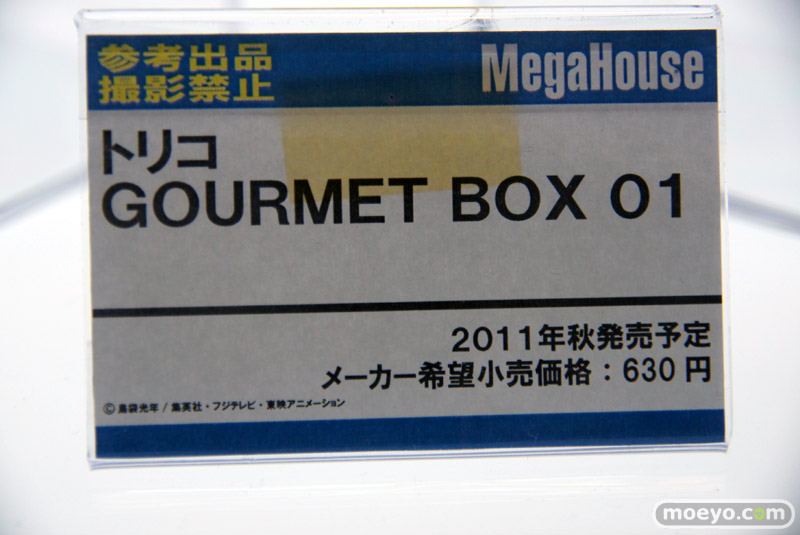 参考出品
撮影禁止
MegaHouse
トリコ
GOURMET BOX 01
2011年秋発売予定
メーカー希望小売価格：630円
©島袋光年 / 集英社・フジテレビ・東映アニメーション
moeyo.com